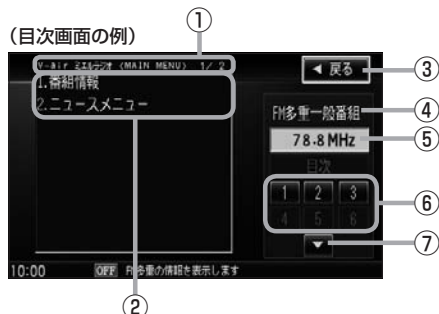 (目次画面の例)
①
V-air ミエルラジオ 〈MAIN MENU〉 1/ 2
◀ 戻る
③
1.番組情報
2.ニュースメニュー
FM多重一般番組
④
78.8 MHz
⑤
目次
1 2 3
⑥
4 5 6
▼
⑦
10:00 OFF FM多重の情報を表示します
②